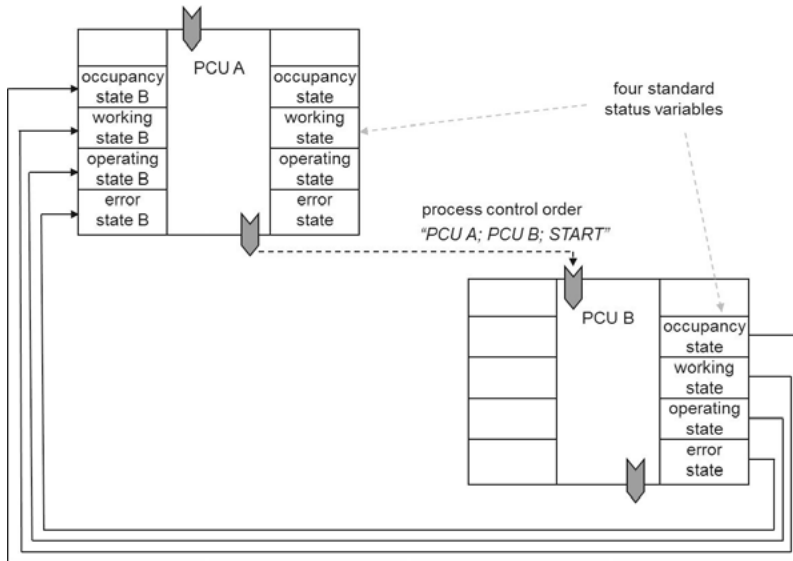 PCU A
occupancy
state B
working
state B
operating
state B
error
state B
occupancy
state
working
state
operating
state
error
state
four standard
status variables
process control order
“PCU A; PCU B; START”
PCU B
occupancy
state
working
state
operating
state
error
state